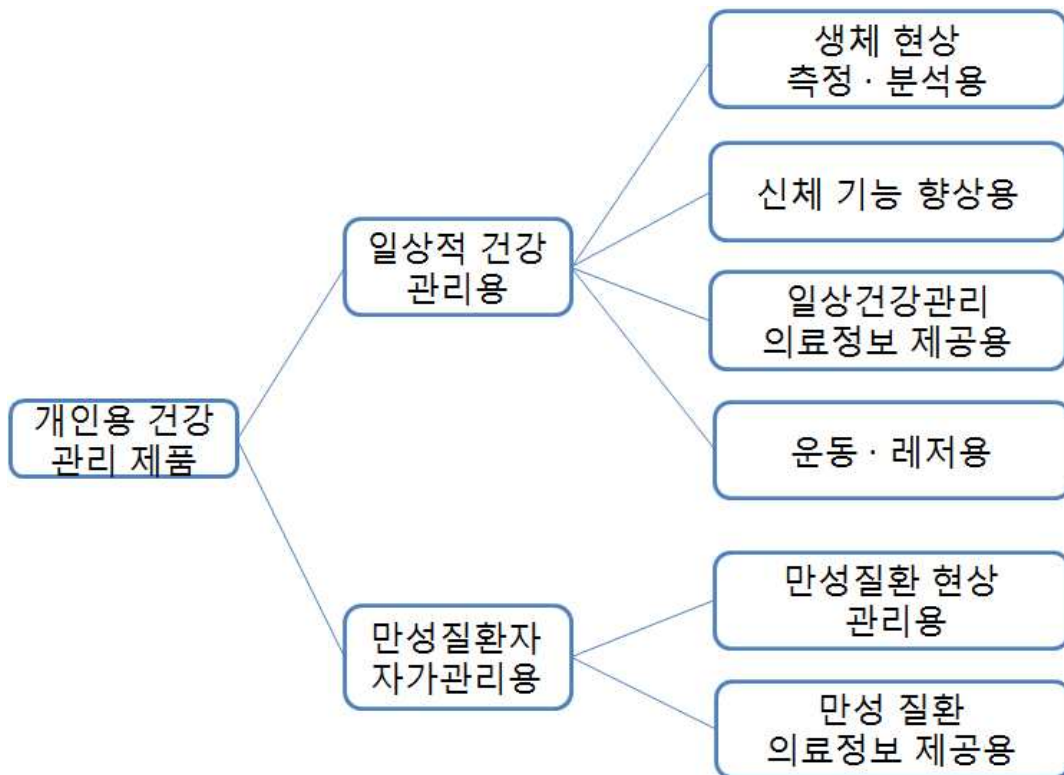 개인용 건강
관리 제품
일상적 건강
관리용
생체 현상
측정 · 분석용
신체 기능 향상용
일상건강관리
의료정보 제공용
운동 · 레저용
만성질환자
자가관리용
만성질환 현상
관리용
만성 질환
의료정보 제공용